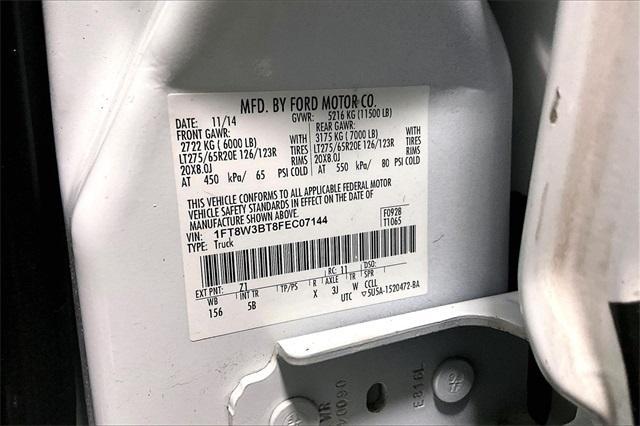 MFD. BY FORD MOTOR CO.
DATE: 11/14 GVWR: 5216 KG (11500 LB)
FRONT GAWR: REAR GAWR:
2722 KG ( 6000 LB) WITH 3175 KG ( 7000 LB) WITH
LT275/65R20E 126/123R TIRES LT275/65R20E 126/123R TIRES
20X8.0J RIMS 20X8.0J RIMS
AT 450 kPa/ 65 PSI COLD AT 550 kPa/ 80 PSI COLD
THIS VEHICLE CONFORMS TO ALL APPLICABLE FEDERAL MOTOR
VEHICLE SAFETY STANDARDS IN EFFECT ON THE DATE OF
MANUFACTURE SHOWN ABOVE.
VIN: 1FT8W3BT8FEC07144 F0928
TYPE: Truck T1065
EXT PNT: Z1 RC: 11 DSO:
WB INT TR TP/PS R AXLE TR SPR
156 5B X 3J W CCLL
UTC ▽5U5A-1520472-BA
E816L